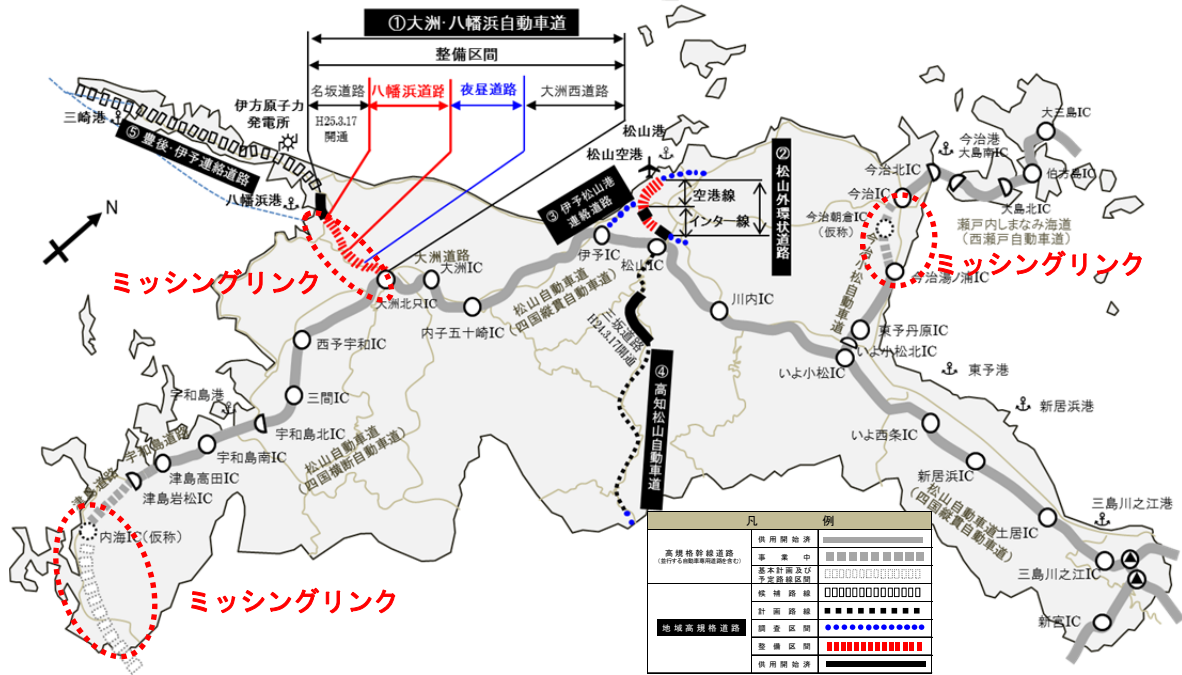 ①大洲・八幡浜自動車道
整備区間
名坂道路
八幡浜道路
夜昼道路
大洲西道路
H25.3.17
開通
三崎港
伊方原子力
発電所
⑤ 豊後・伊予連絡道路
八幡浜港
N
ミッシングリンク
松山港
松山空港
③ 伊予松山港
連絡道路
空港線
インター線
② 松山外環状道路
大洲道路
大洲IC
大洲北只IC
内子五十崎IC
伊予IC
松山IC
川内IC
松山自動車道
(四国縦貫自動車道)
三坂道路
H24.3.17開通
④ 高知松山自動車道
大三島IC
今治港
大島南IC
今治北IC
伯方島IC
今治IC
大島北IC
今治朝倉IC
(仮称)
瀬戸内しまなみ海道
(西瀬戸自動車道)
今治小松自動車道
ミッシングリンク
今治湯ノ浦IC
東予丹原IC
いよ小松北IC
いよ小松IC
東予港
新居浜港
いよ西条IC
新居浜IC
松山自動車道
(四国縦貫自動車道)
土居IC
三島川之江港
三島川之江IC
新宮IC
西予宇和IC
三間IC
宇和島港
宇和島北IC
宇和島道路
宇和島南IC
松山自動車道
(四国横断自動車道)
津島高田IC
津島道路
津島岩松IC
内海IC(仮称)
ミッシングリンク
凡 例
高規格幹線道路
(並行する自動車専用道路を含む)
供用開始済
事業中
基本計画及び
予定路線区間
地域高規格道路
候補路線
計画路線
調査区間
整備区間
供用開始済